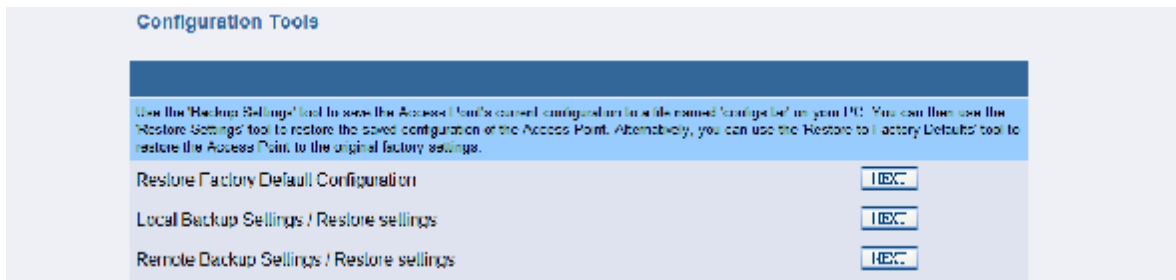 Configuration Tools
Use the 'Backup Settings' tool to save the Access Point's current configuration to a file named 'configs.tar' on your PC. You can then use the
'Restore Settings' tool to restore the saved configuration of the Access Point. Alternatively, you can use the 'Restore to Factory Defaults' tool to
restore the Access Point to the original factory settings.
Restore Factory Default Configuration
NEXT
Local Backup Settings / Restore settings
NEXT
Remote Backup Settings / Restore settings
NEXT